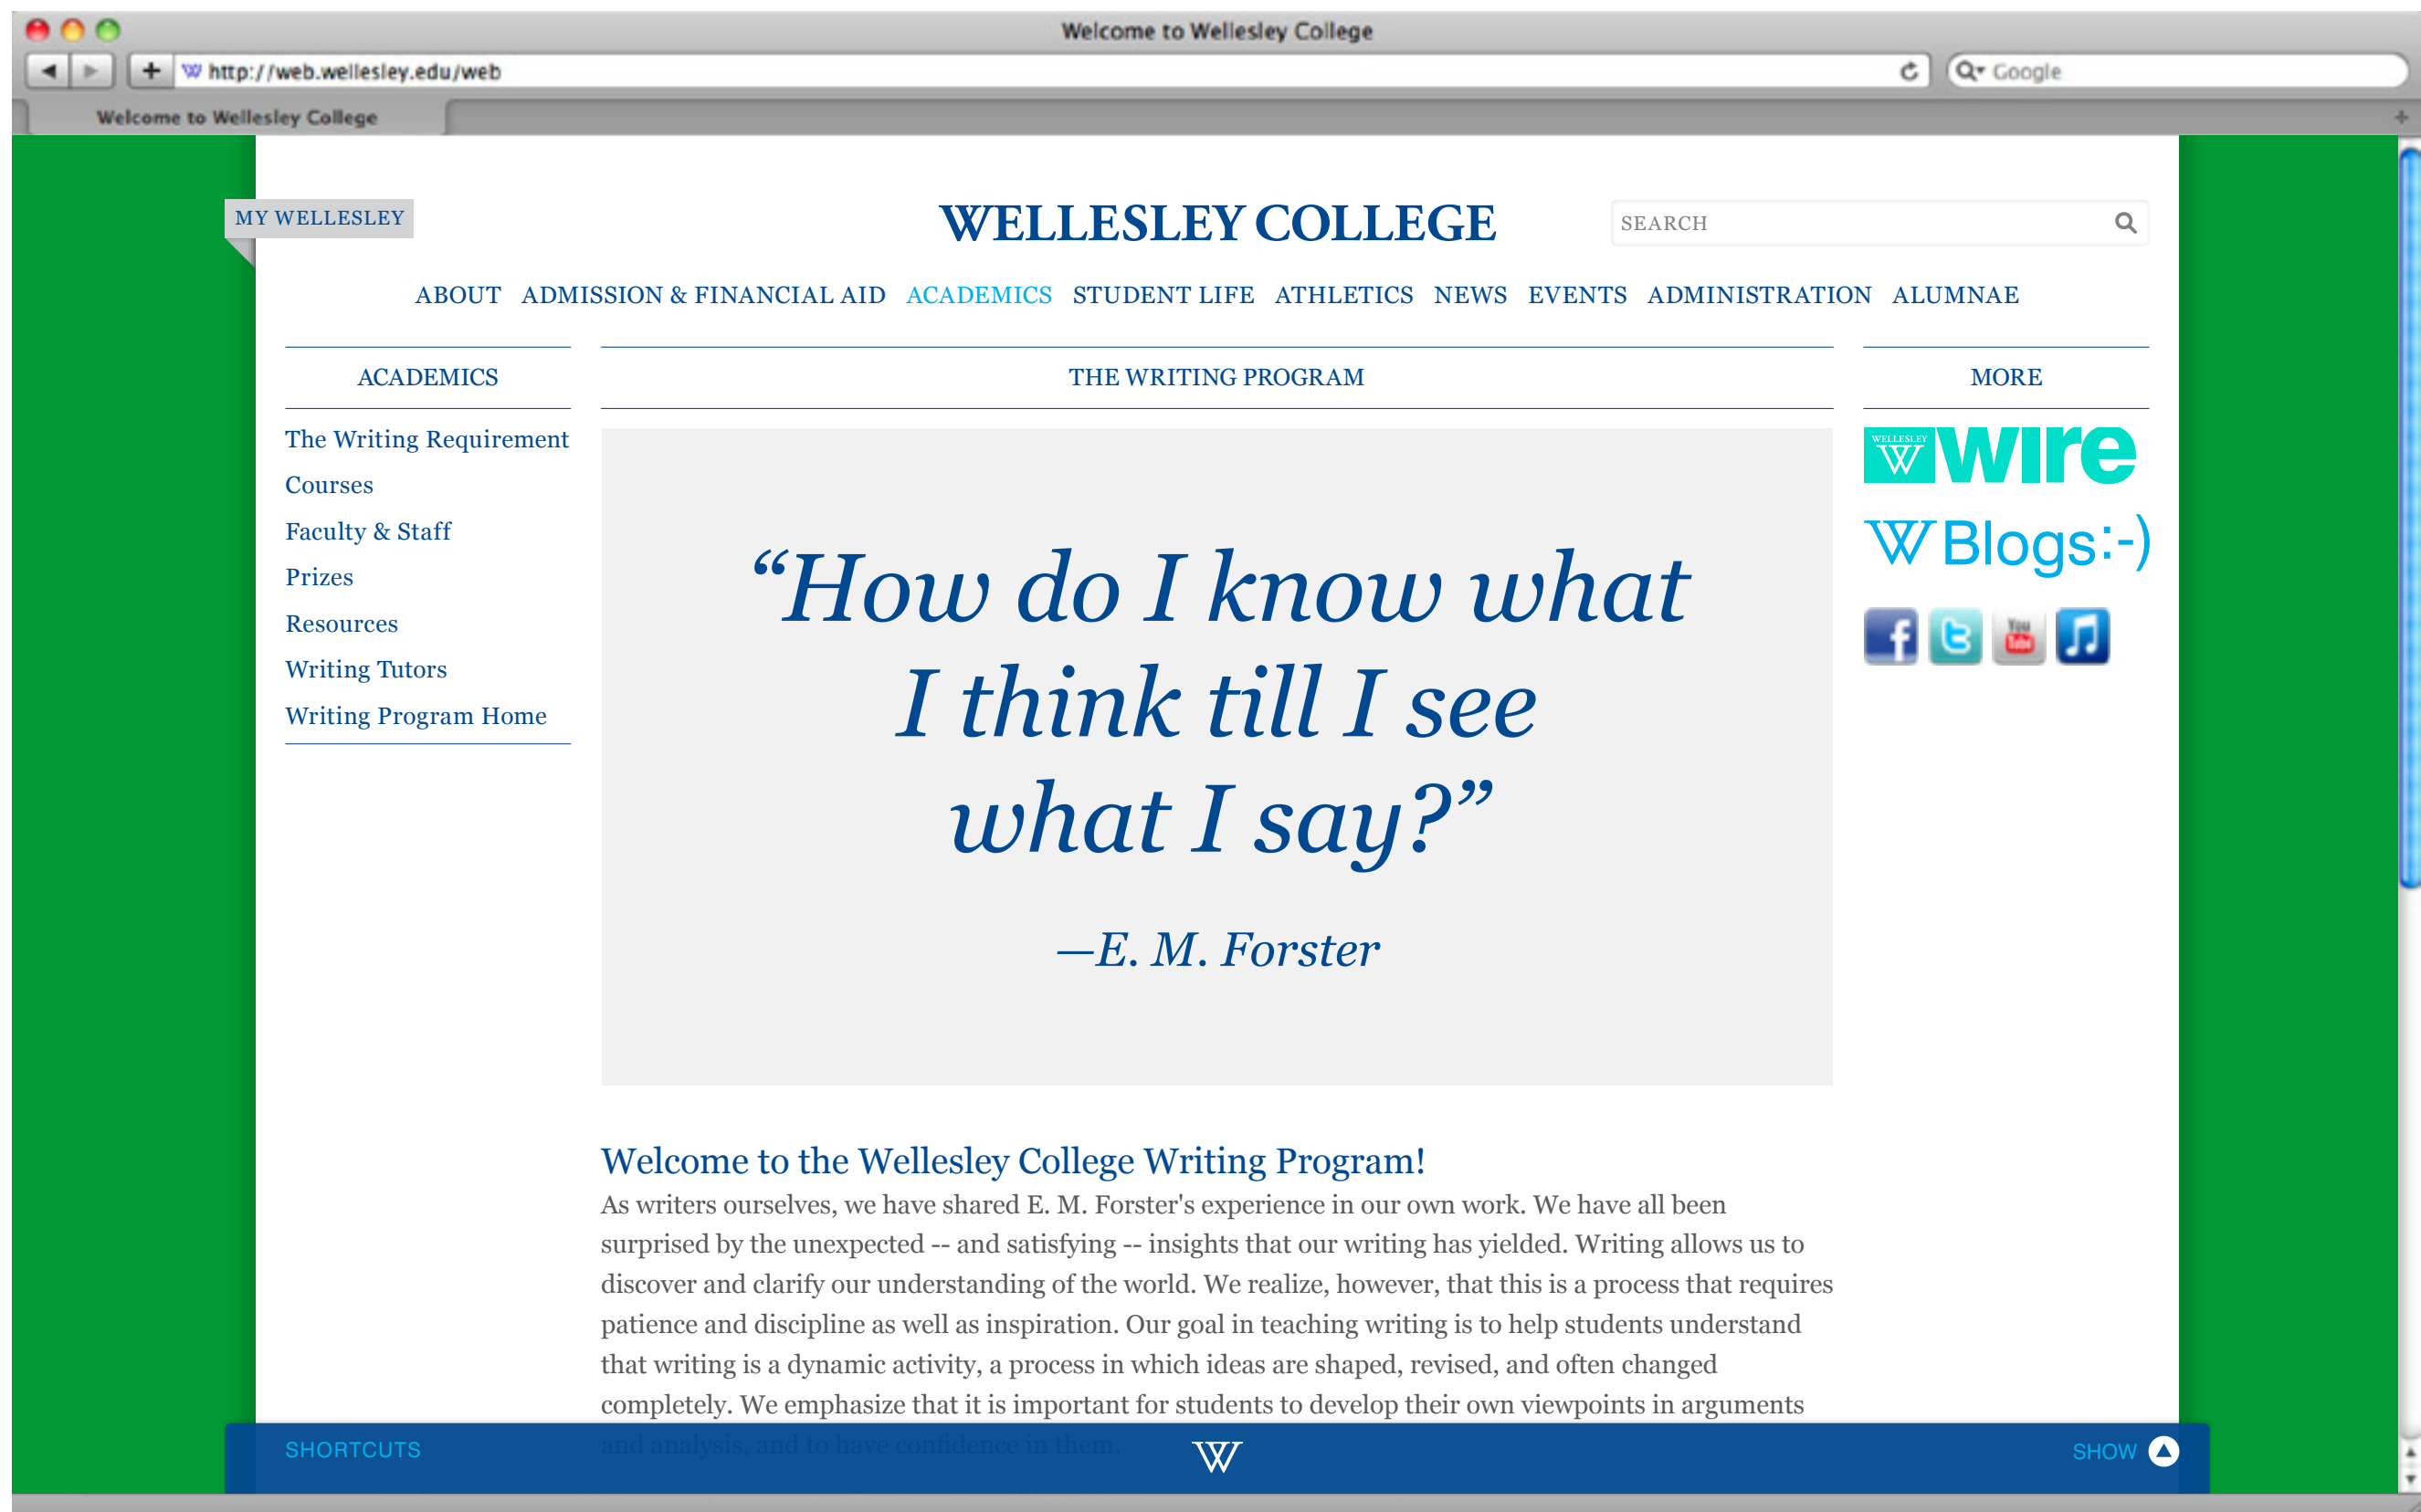 Welcome to Wellesley College
http://web.wellesley.edu/web
Google
Welcome to Wellesley College
MY WELLESLEY
WELLESLEY COLLEGE
SEARCH
ABOUT ADMISSION & FINANCIAL AID ACADEMICS STUDENT LIFE ATHLETICS NEWS EVENTS ADMINISTRATION ALUMNAE
ACADEMICS
The Writing Requirement
Courses
Faculty & Staff
Prizes
Resources
Writing Tutors
Writing Program Home
THE WRITING PROGRAM
“How do I know what
I think till I see
what I say?”
—E. M. Forster
Welcome to the Wellesley College Writing Program!
As writers ourselves, we have shared E. M. Forster's experience in our own work. We have all been
surprised by the unexpected -- and satisfying -- insights that our writing has yielded. Writing allows us to
discover and clarify our understanding of the world. We realize, however, that this is a process that requires
patience and discipline as well as inspiration. Our goal in teaching writing is to help students understand
that writing is a dynamic activity, a process in which ideas are shaped, revised, and often changed
completely. We emphasize that it is important for students to develop their own viewpoints in arguments
and analysis, and to have confidence in them.
MORE
WELLESLEY
W wire
W Blogs:-)
f t You Tube
SHORTCUTS
W
SHOW